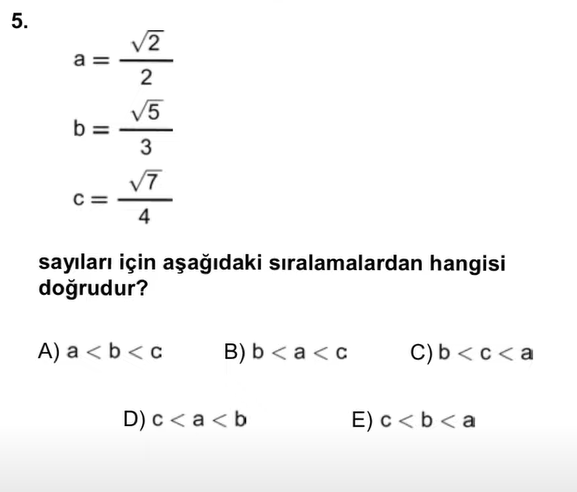 5.
a = √2 / 2
b = √5 / 3
c = √7 / 4
sayıları için aşağıdaki sıralamalardan hangisi
doğrudur?
A) a < b < c B) b < a < c C) b < c < a
D) c < a < b E) c < b < a